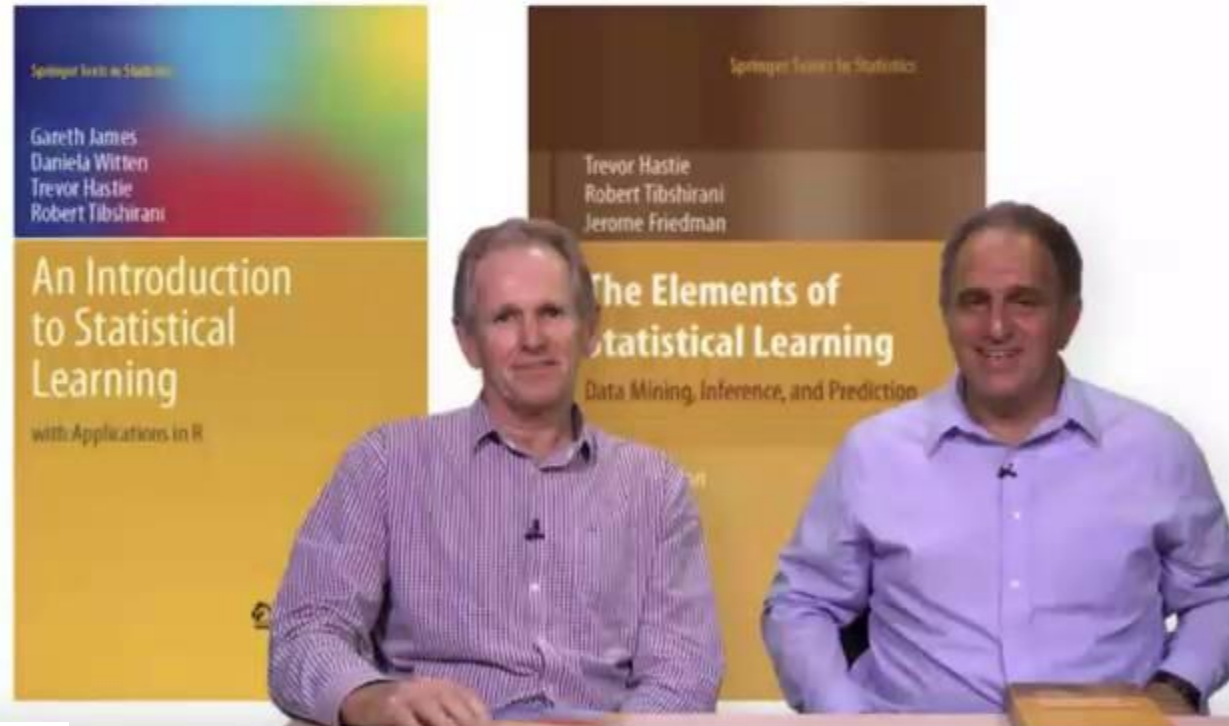 Springer Texts in Statistics
Gareth James
Daniela Witten
Trevor Hastie
Robert Tibshirani
An Introduction
to Statistical
Learning
with Applications in R
Springer Series in Statistics
Trevor Hastie
Robert Tibshirani
Jerome Friedman
The Elements of
Statistical Learning
Data Mining, Inference, and Prediction